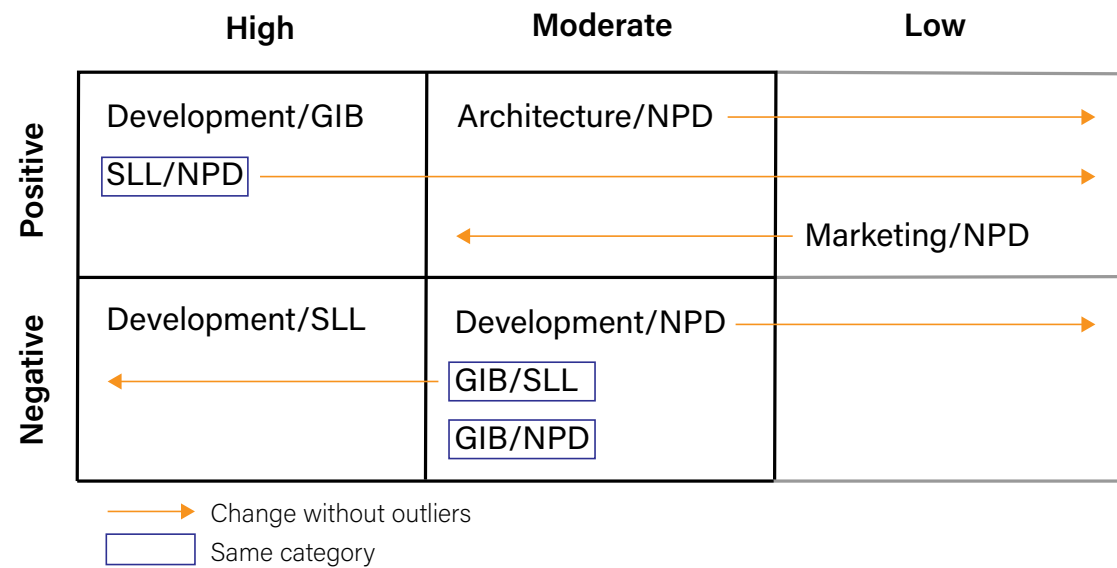 High Moderate Low
Positive
Development/GIB Architecture/NPD
SLL/NPD
Marketing/NPD
Negative
Development/SLL Development/NPD
GIB/SLL
GIB/NPD
Change without outliers
Same category